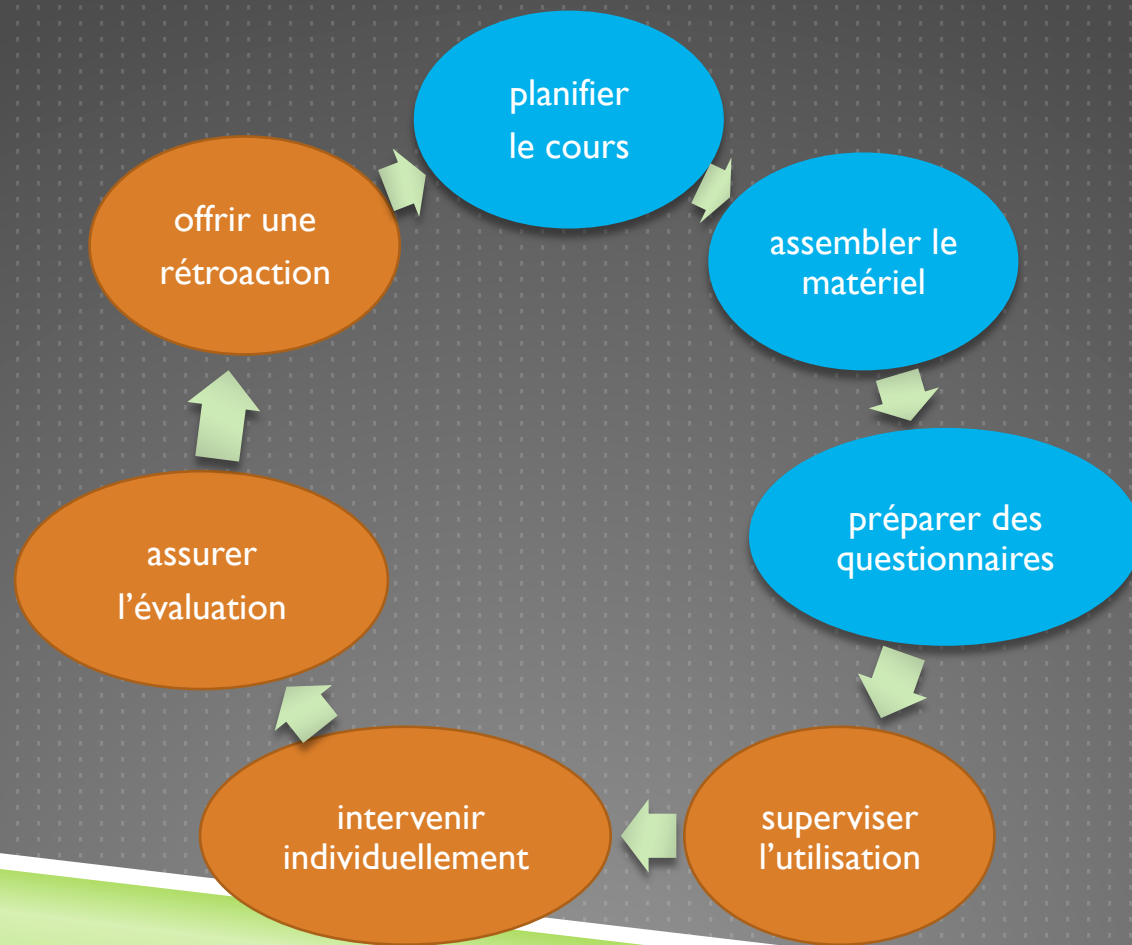 planifier
le cours
assembler le
matériel
préparer des
questionnaires
superviser
l’utilisation
intervenir
individuellement
assurer
l’évaluation
offrir une
rétroaction